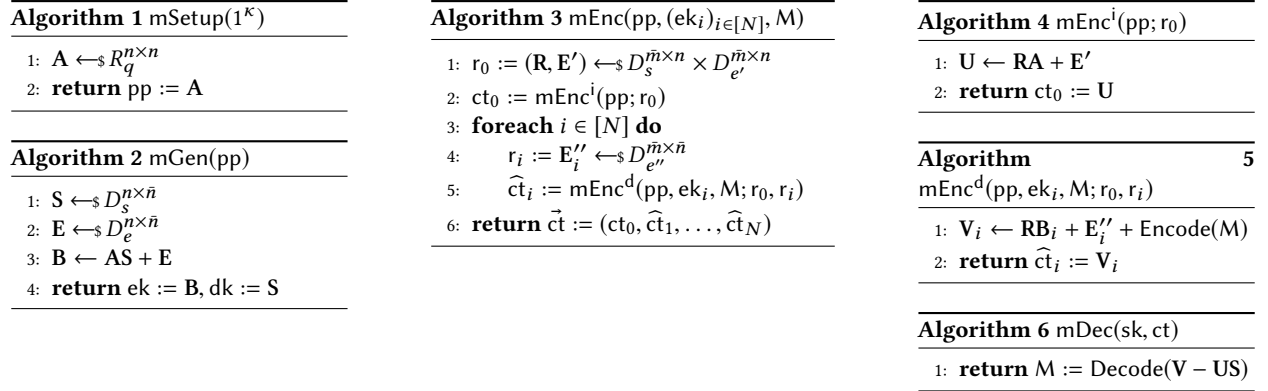 Algorithm 1 mSetup(1^κ)
1: A ←$ R_q^{n×n}
2: return pp := A
Algorithm 2 mGen(pp)
1: S ←$ D_s^{n×n̄}
2: E ←$ D_e^{n×n̄}
3: B ← AS + E
4: return ek := B, dk := S
Algorithm 3 mEnc(pp, (ek_i)_{i∈[N]}, M)
1: r_0 := (R, E′) ←$ D_s^{m̄×n} × D_{e′}^{m̄×n}
2: ct_0 := mEnc^i(pp; r_0)
3: foreach i ∈ [N] do
4: r_i := E″_i ←$ D_{e″}^{m̄×n̄}
5: ĉt_i := mEnc^d(pp, ek_i, M; r_0, r_i)
6: return c⃗t := (ct_0, ĉt_1, . . . , ĉt_N)
Algorithm 4 mEnc^i(pp; r_0)
1: U ← RA + E′
2: return ct_0 := U
Algorithm 5
mEnc^d(pp, ek_i, M; r_0, r_i)
1: V_i ← RB_i + E″_i + Encode(M)
2: return ĉt_i := V_i
Algorithm 6 mDec(sk, ct)
1: return M := Decode(V − US)